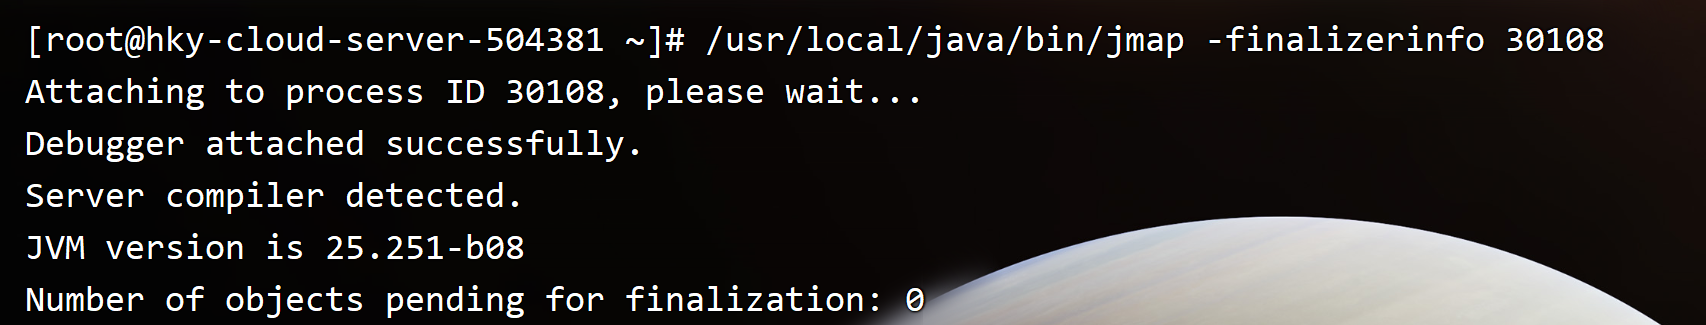 [root@hky-cloud-server-504381 ~]# /usr/local/java/bin/jmap -finalizerinfo 30108
Attaching to process ID 30108, please wait...
Debugger attached successfully.
Server compiler detected.
JVM version is 25.251-b08
Number of objects pending for finalization: 0